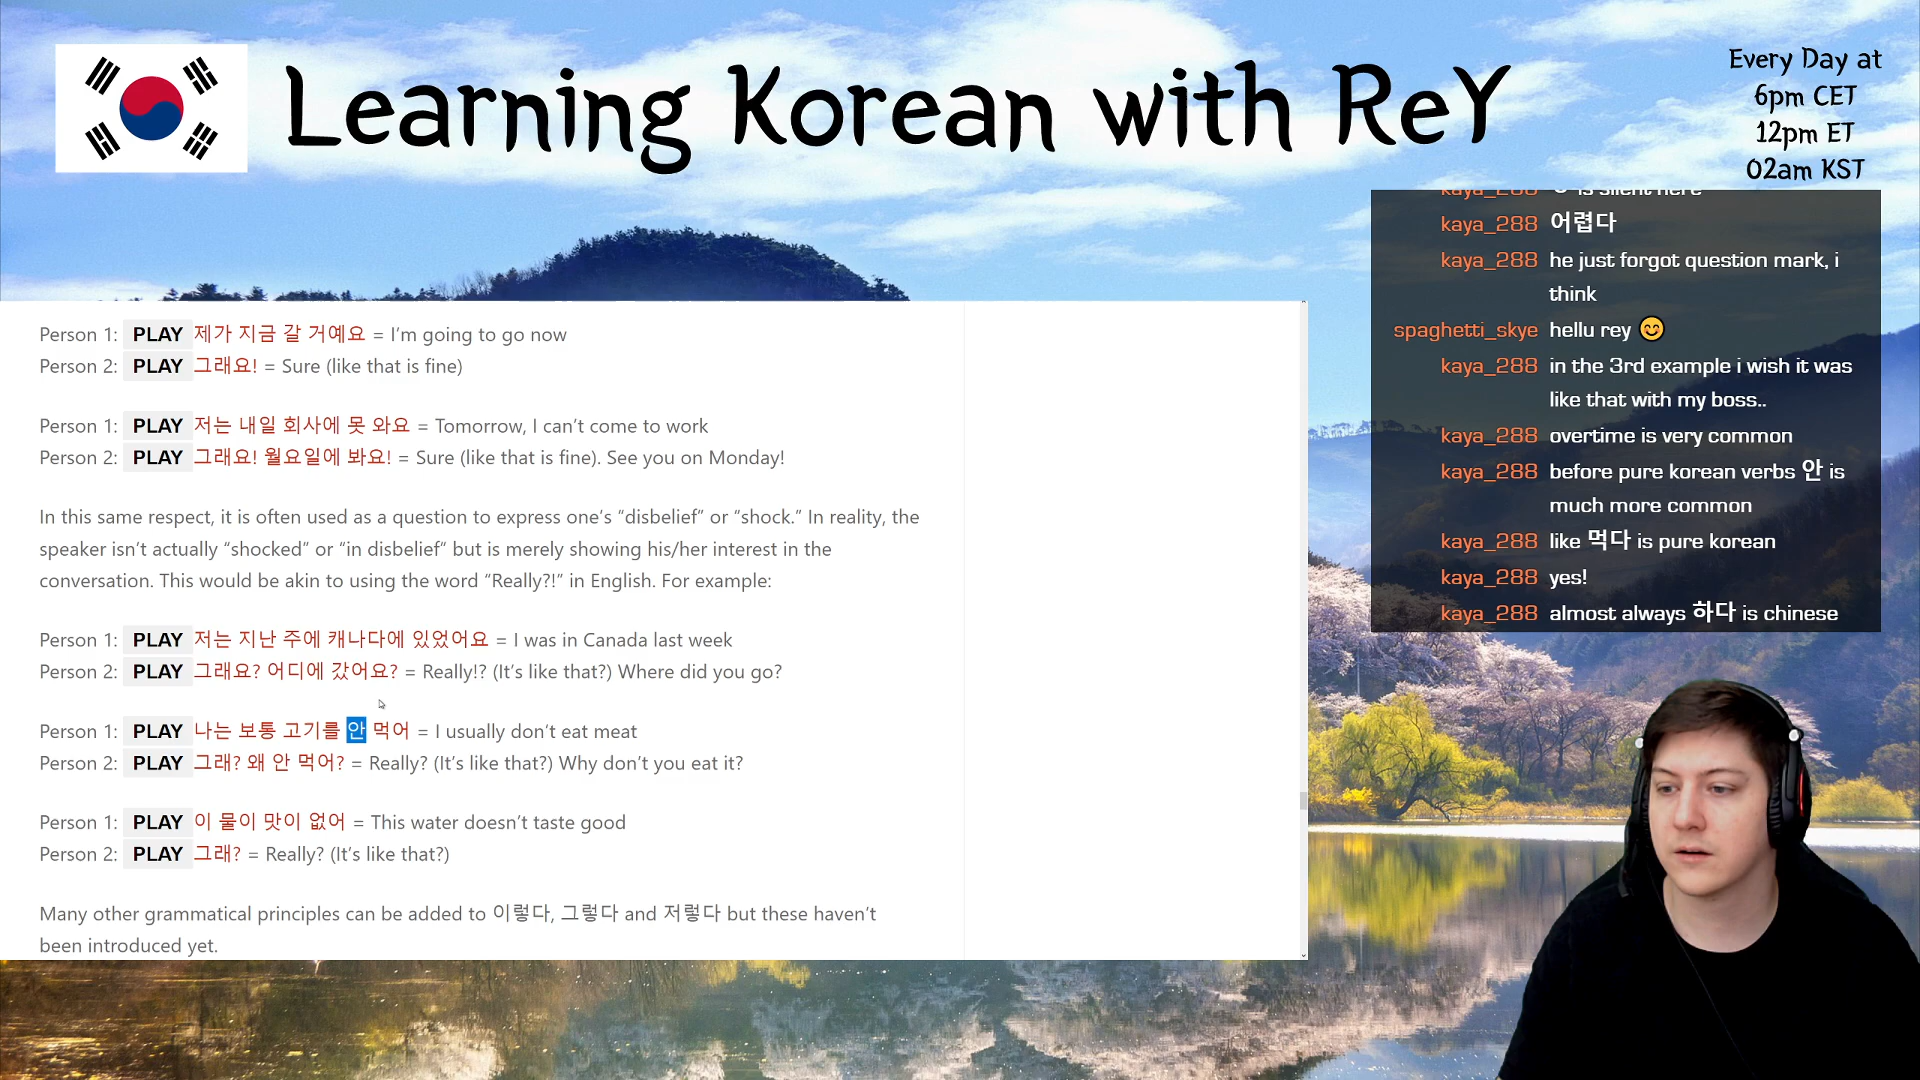 Learning Korean with ReY
Every Day at
6pm CET
12pm ET
02am KST
kaya_288 is silent here
kaya_288 어렵다
kaya_288 he just forgot question mark, i
think
spaghetti_skye hellu rey 😊
kaya_288 in the 3rd example i wish it was
like that with my boss..
kaya_288 overtime is very common
kaya_288 before pure korean verbs 안 is
much more common
kaya_288 like 먹다 is pure korean
kaya_288 yes!
kaya_288 almost always 하다 is chinese
Person 1: PLAY 제가 지금 갈 거예요 = I’m going to go now
Person 2: PLAY 그래요! = Sure (like that is fine)
Person 1: PLAY 저는 내일 회사에 못 와요 = Tomorrow, I can’t come to work
Person 2: PLAY 그래요! 월요일에 봐요! = Sure (like that is fine). See you on Monday!
In this same respect, it is often used as a question to express one’s “disbelief” or “shock.” In reality, the
speaker isn’t actually “shocked” or “in disbelief” but is merely showing his/her interest in the
conversation. This would be akin to using the word “Really?!” in English. For example:
Person 1: PLAY 저는 지난 주에 캐나다에 있었어요 = I was in Canada last week
Person 2: PLAY 그래요? 어디에 갔어요? = Really!? (It’s like that?) Where did you go?
Person 1: PLAY 나는 보통 고기를 안 먹어 = I usually don’t eat meat
Person 2: PLAY 그래? 왜 안 먹어? = Really? (It’s like that?) Why don’t you eat it?
Person 1: PLAY 이 물이 맛이 없어 = This water doesn’t taste good
Person 2: PLAY 그래? = Really? (It’s like that?)
Many other grammatical principles can be added to 이렇다, 그렇다 and 저렇다 but these haven’t
been introduced yet.